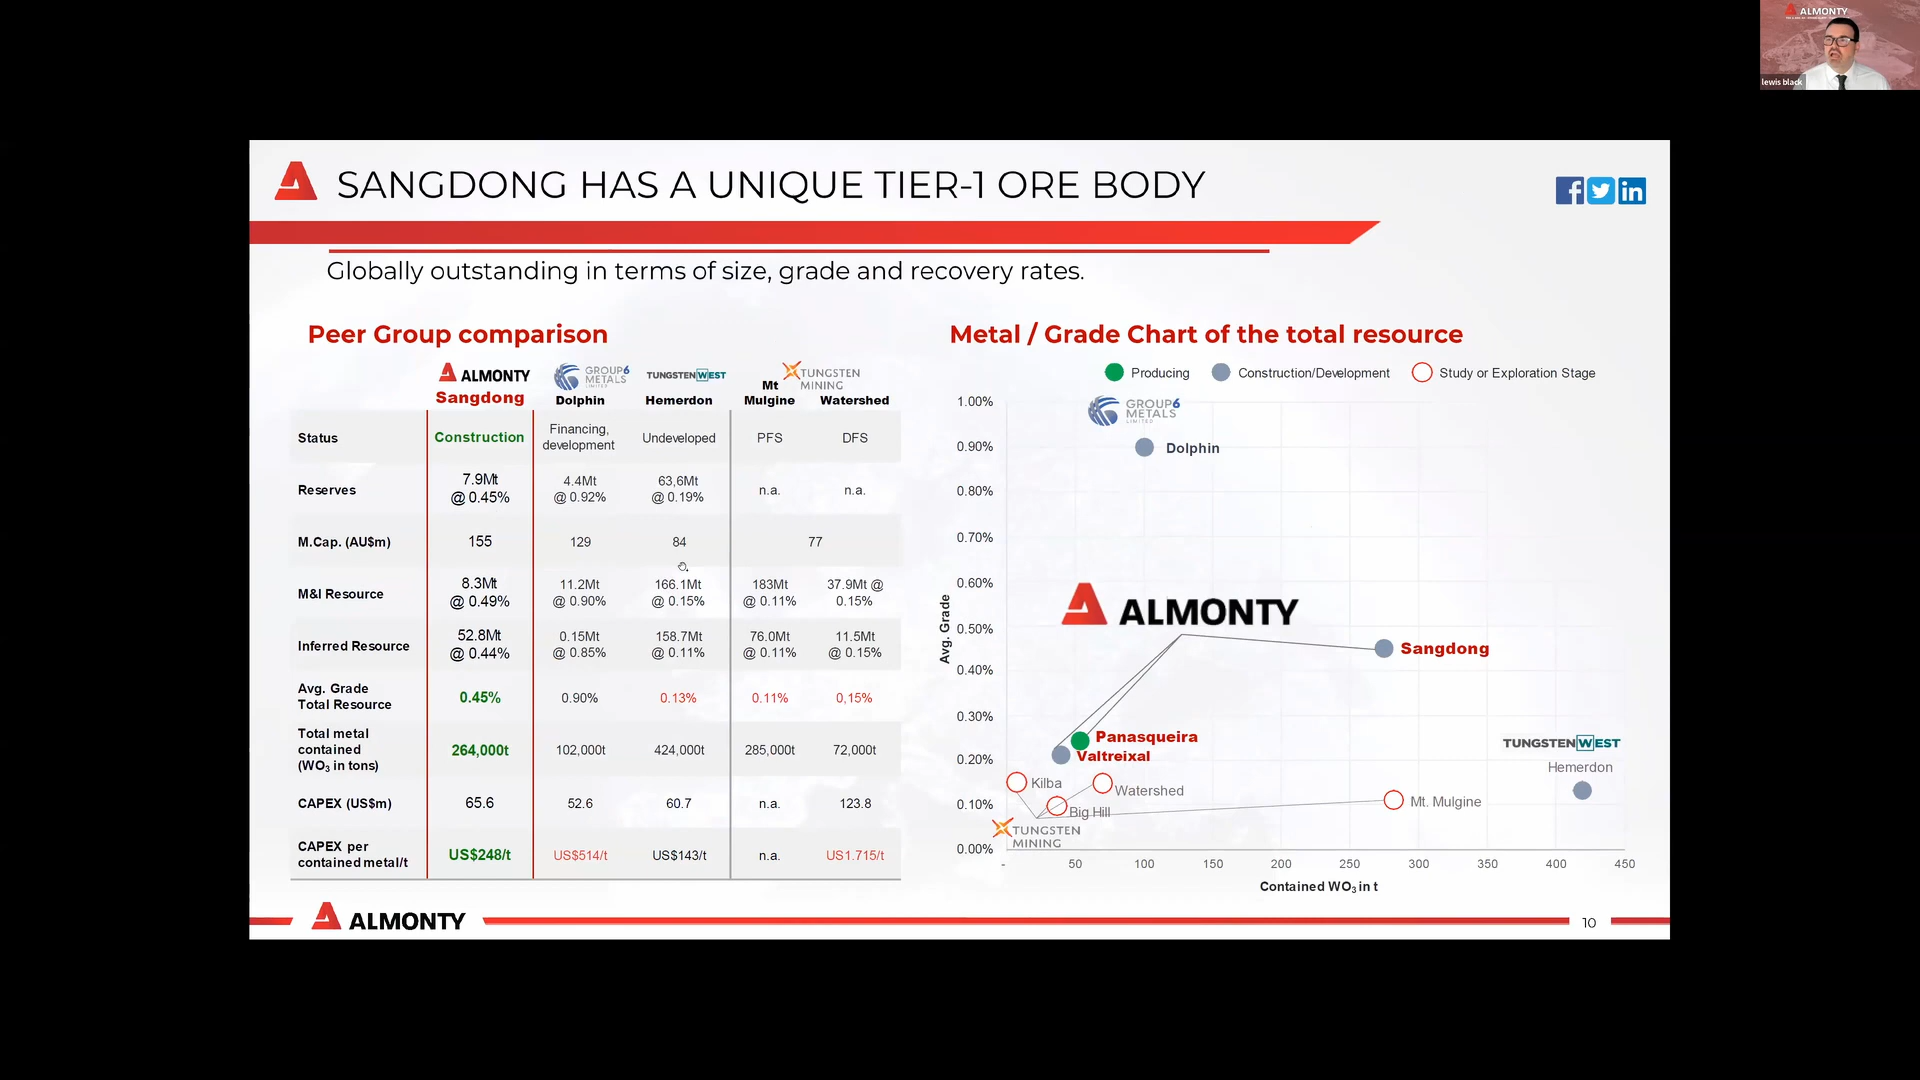 ALMONTY
lewis black
SANGDONG HAS A UNIQUE TIER-1 ORE BODY
Globally outstanding in terms of size, grade and recovery rates.
Peer Group comparison
ALMONTY
Sangdong
GROUP6
METALS
LIMITED
Dolphin
TUNGSTENWEST
Hemerdon
TUNGSTEN
MINING
Mt
Mulgine
Watershed
Status
Construction
Financing,
development
Undeveloped
PFS
DFS
Reserves
7.9Mt
@ 0.45%
4.4Mt
@ 0.92%
63,6Mt
@ 0.19%
n.a.
n.a.
M.Cap. (AU$m)
155
129
84
77
M&I Resource
8.3Mt
@ 0.49%
11.2Mt
@ 0.90%
166.1Mt
@ 0.15%
183Mt
@ 0.11%
37.9Mt @
0.15%
Inferred Resource
52.8Mt
@ 0.44%
0.15Mt
@ 0.85%
158.7Mt
@ 0.11%
76.0Mt
@ 0.11%
11.5Mt
@ 0.15%
Avg. Grade
Total Resource
0.45%
0.90%
0.13%
0.11%
0,15%
Total metal
contained
(WO₃ in tons)
264,000t
102,000t
424,000t
285,000t
72,000t
CAPEX (US$m)
65.6
52.6
60.7
n.a.
123.8
CAPEX per
contained metal/t
US$248/t
US$514/t
US$143/t
n.a.
US1.715/t
Metal / Grade Chart of the total resource
Producing
Construction/Development
Study or Exploration Stage
1.00%
0.90%
0.80%
0.70%
0.60%
0.50%
0.40%
0.30%
0.20%
0.10%
0.00%
Avg. Grade
GROUP6
METALS
LIMITED
Dolphin
ALMONTY
Sangdong
Panasqueira
Valtreixal
TUNGSTENWEST
Hemerdon
Kilba
Watershed
Big Hill
Mt. Mulgine
TUNGSTEN
MINING
- 50 100 150 200 250 300 350 400 450
Contained WO₃ in t
ALMONTY
10